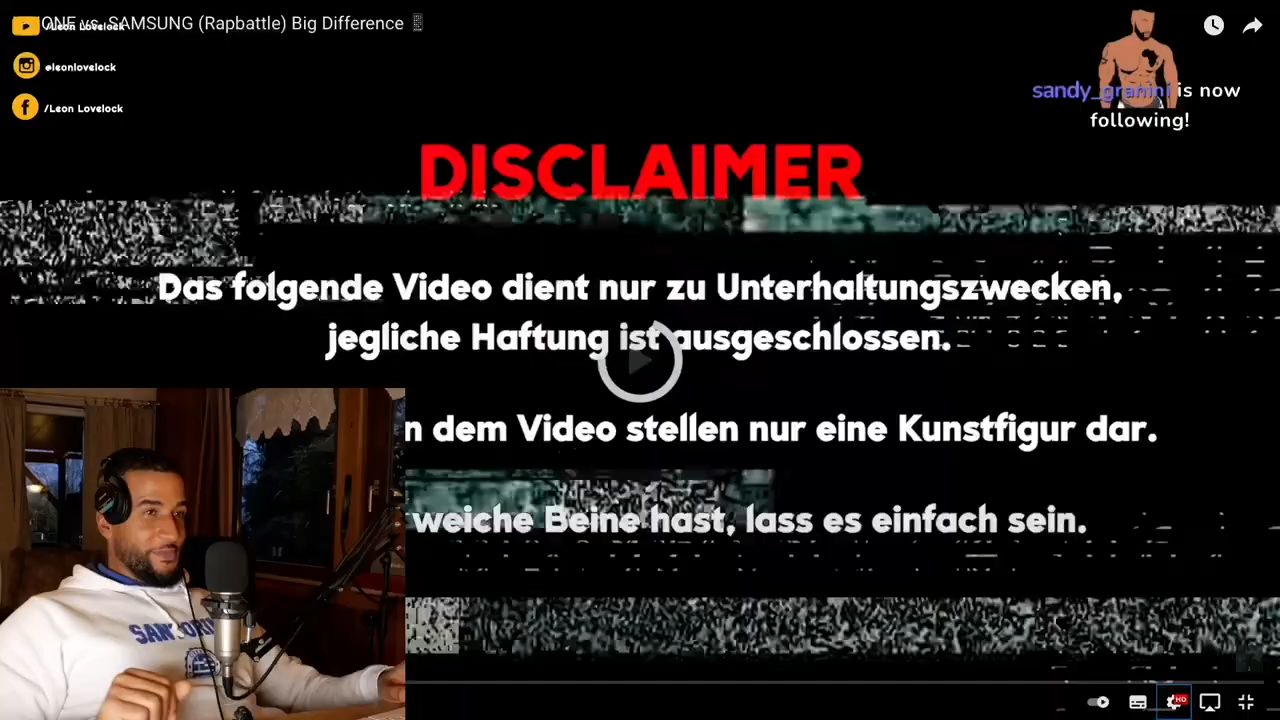 vs. SAMSUNG (Rapbattle) Big Difference
/Leon Lovelock
@leonlovelock
/Leon Lovelock
sandy_granini is now
following!
DISCLAIMER
Das folgende Video dient nur zu Unterhaltungszwecken,
jegliche Haftung ist ausgeschlossen.
dem Video stellen nur eine Kunstfigur dar.
weiche Beine hast, lass es einfach sein.
HD